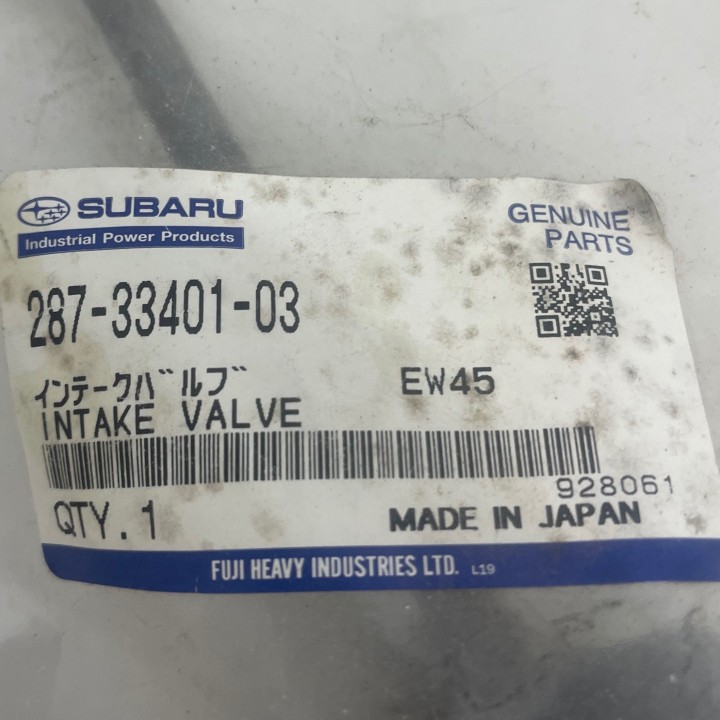 SUBARU
Industrial Power Products
GENUINE
PARTS
287-33401-03
インテークバルブ
EW45
INTAKE VALVE
928061
QTY.1
MADE IN JAPAN
FUJI HEAVY INDUSTRIES LTD. L19